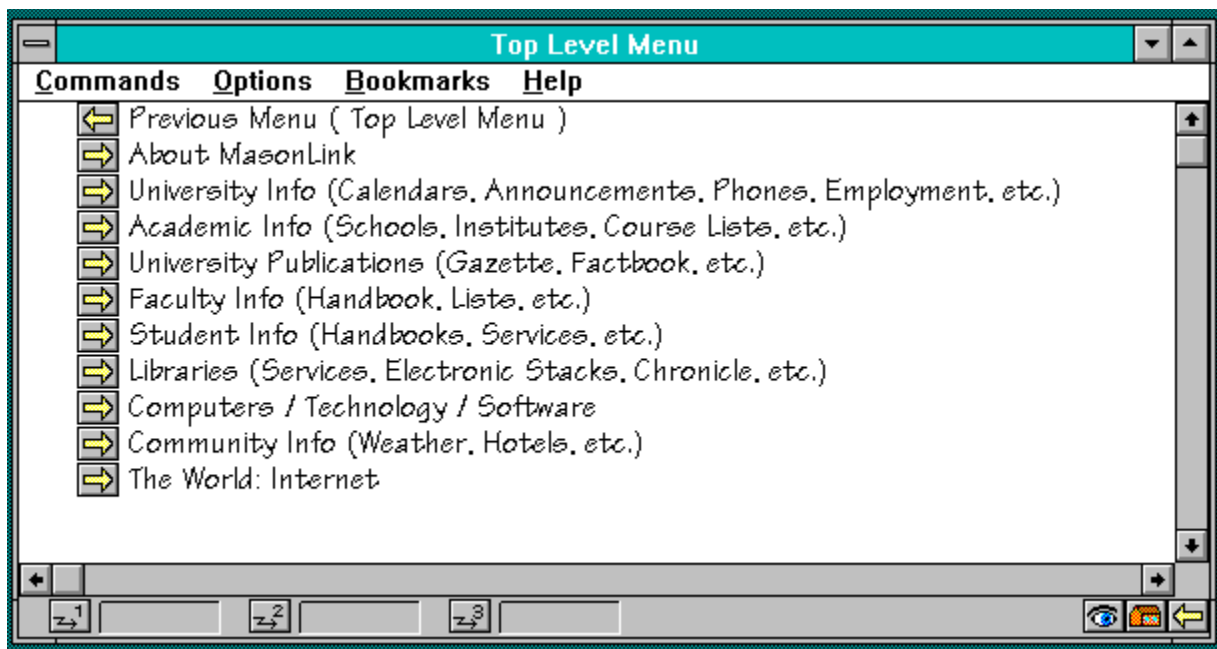 Top Level Menu
Commands Options Bookmarks Help
Previous Menu ( Top Level Menu )
About MasonLink
University Info (Calendars, Announcements, Phones, Employment, etc.)
Academic Info (Schools, Institutes, Course Lists, etc.)
University Publications (Gazette, Factbook, etc.)
Faculty Info (Handbook, Lists, etc.)
Student Info (Handbooks, Services, etc.)
Libraries (Services, Electronic Stacks, Chronicle, etc.)
Computers / Technology / Software
Community Info (Weather, Hotels, etc.)
The World: Internet
z1 z2 z3